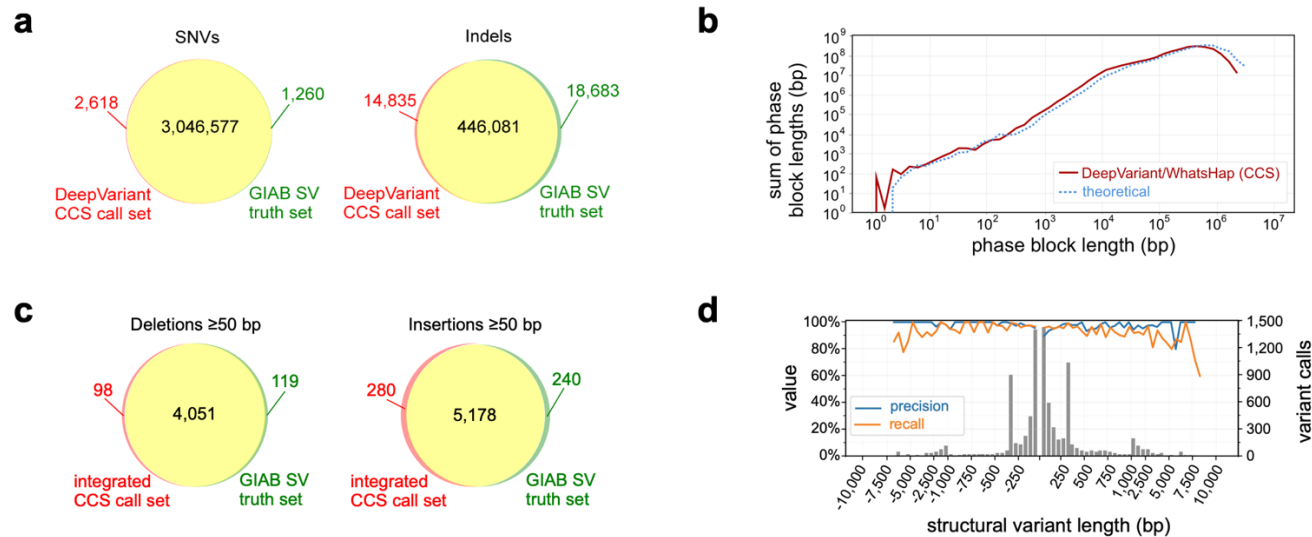 a
SNVs
Indels
2,618
1,260
3,046,577
DeepVariant
CCS call set
GIAB SV
truth set
14,835
18,683
446,081
DeepVariant
CCS call set
GIAB SV
truth set
b
sum of phase
block lengths (bp)
10⁹
10⁸
10⁷
10⁶
10⁵
10⁴
10³
10²
10¹
10⁰
DeepVariant/WhatsHap (CCS)
theoretical
10⁰ 10¹ 10² 10³ 10⁴ 10⁵ 10⁶ 10⁷
phase block length (bp)
c
Deletions ≥50 bp
Insertions ≥50 bp
98
119
4,051
integrated
CCS call set
GIAB SV
truth set
280
240
5,178
integrated
CCS call set
GIAB SV
truth set
d
value
100%
80%
60%
40%
20%
0%
precision
recall
1,500
1,200
900
600
300
0
variant calls
-10,000 -7,500 -5,000 -2,500 -1,000 -750 -500 -250 250 500 750 1,000 2,500 5,000 7,500 10,000
structural variant length (bp)